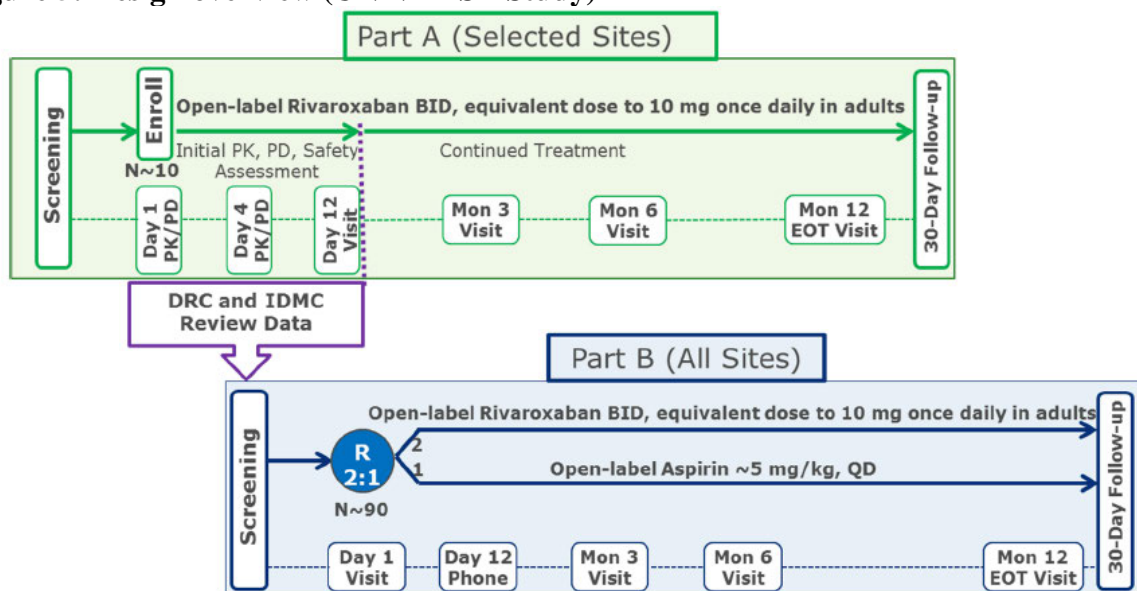 Part A (Selected Sites)
Screening
Enroll
Open-label Rivaroxaban BID, equivalent dose to 10 mg once daily in adults
30-Day Follow-up
Initial PK, PD, Safety
Assessment
Continued Treatment
N~10
Day 1
PK/PD
Day 4
PK/PD
Day 12
Visit
Mon 3
Visit
Mon 6
Visit
Mon 12
EOT Visit
DRC and IDMC
Review Data
Part B (All Sites)
Screening
Open-label Rivaroxaban BID, equivalent dose to 10 mg once daily in adults
R
2:1
2
1
Open-label Aspirin ~5 mg/kg, QD
N~90
30-Day Follow-up
Day 1
Visit
Day 12
Phone
Mon 3
Visit
Mon 6
Visit
Mon 12
EOT Visit